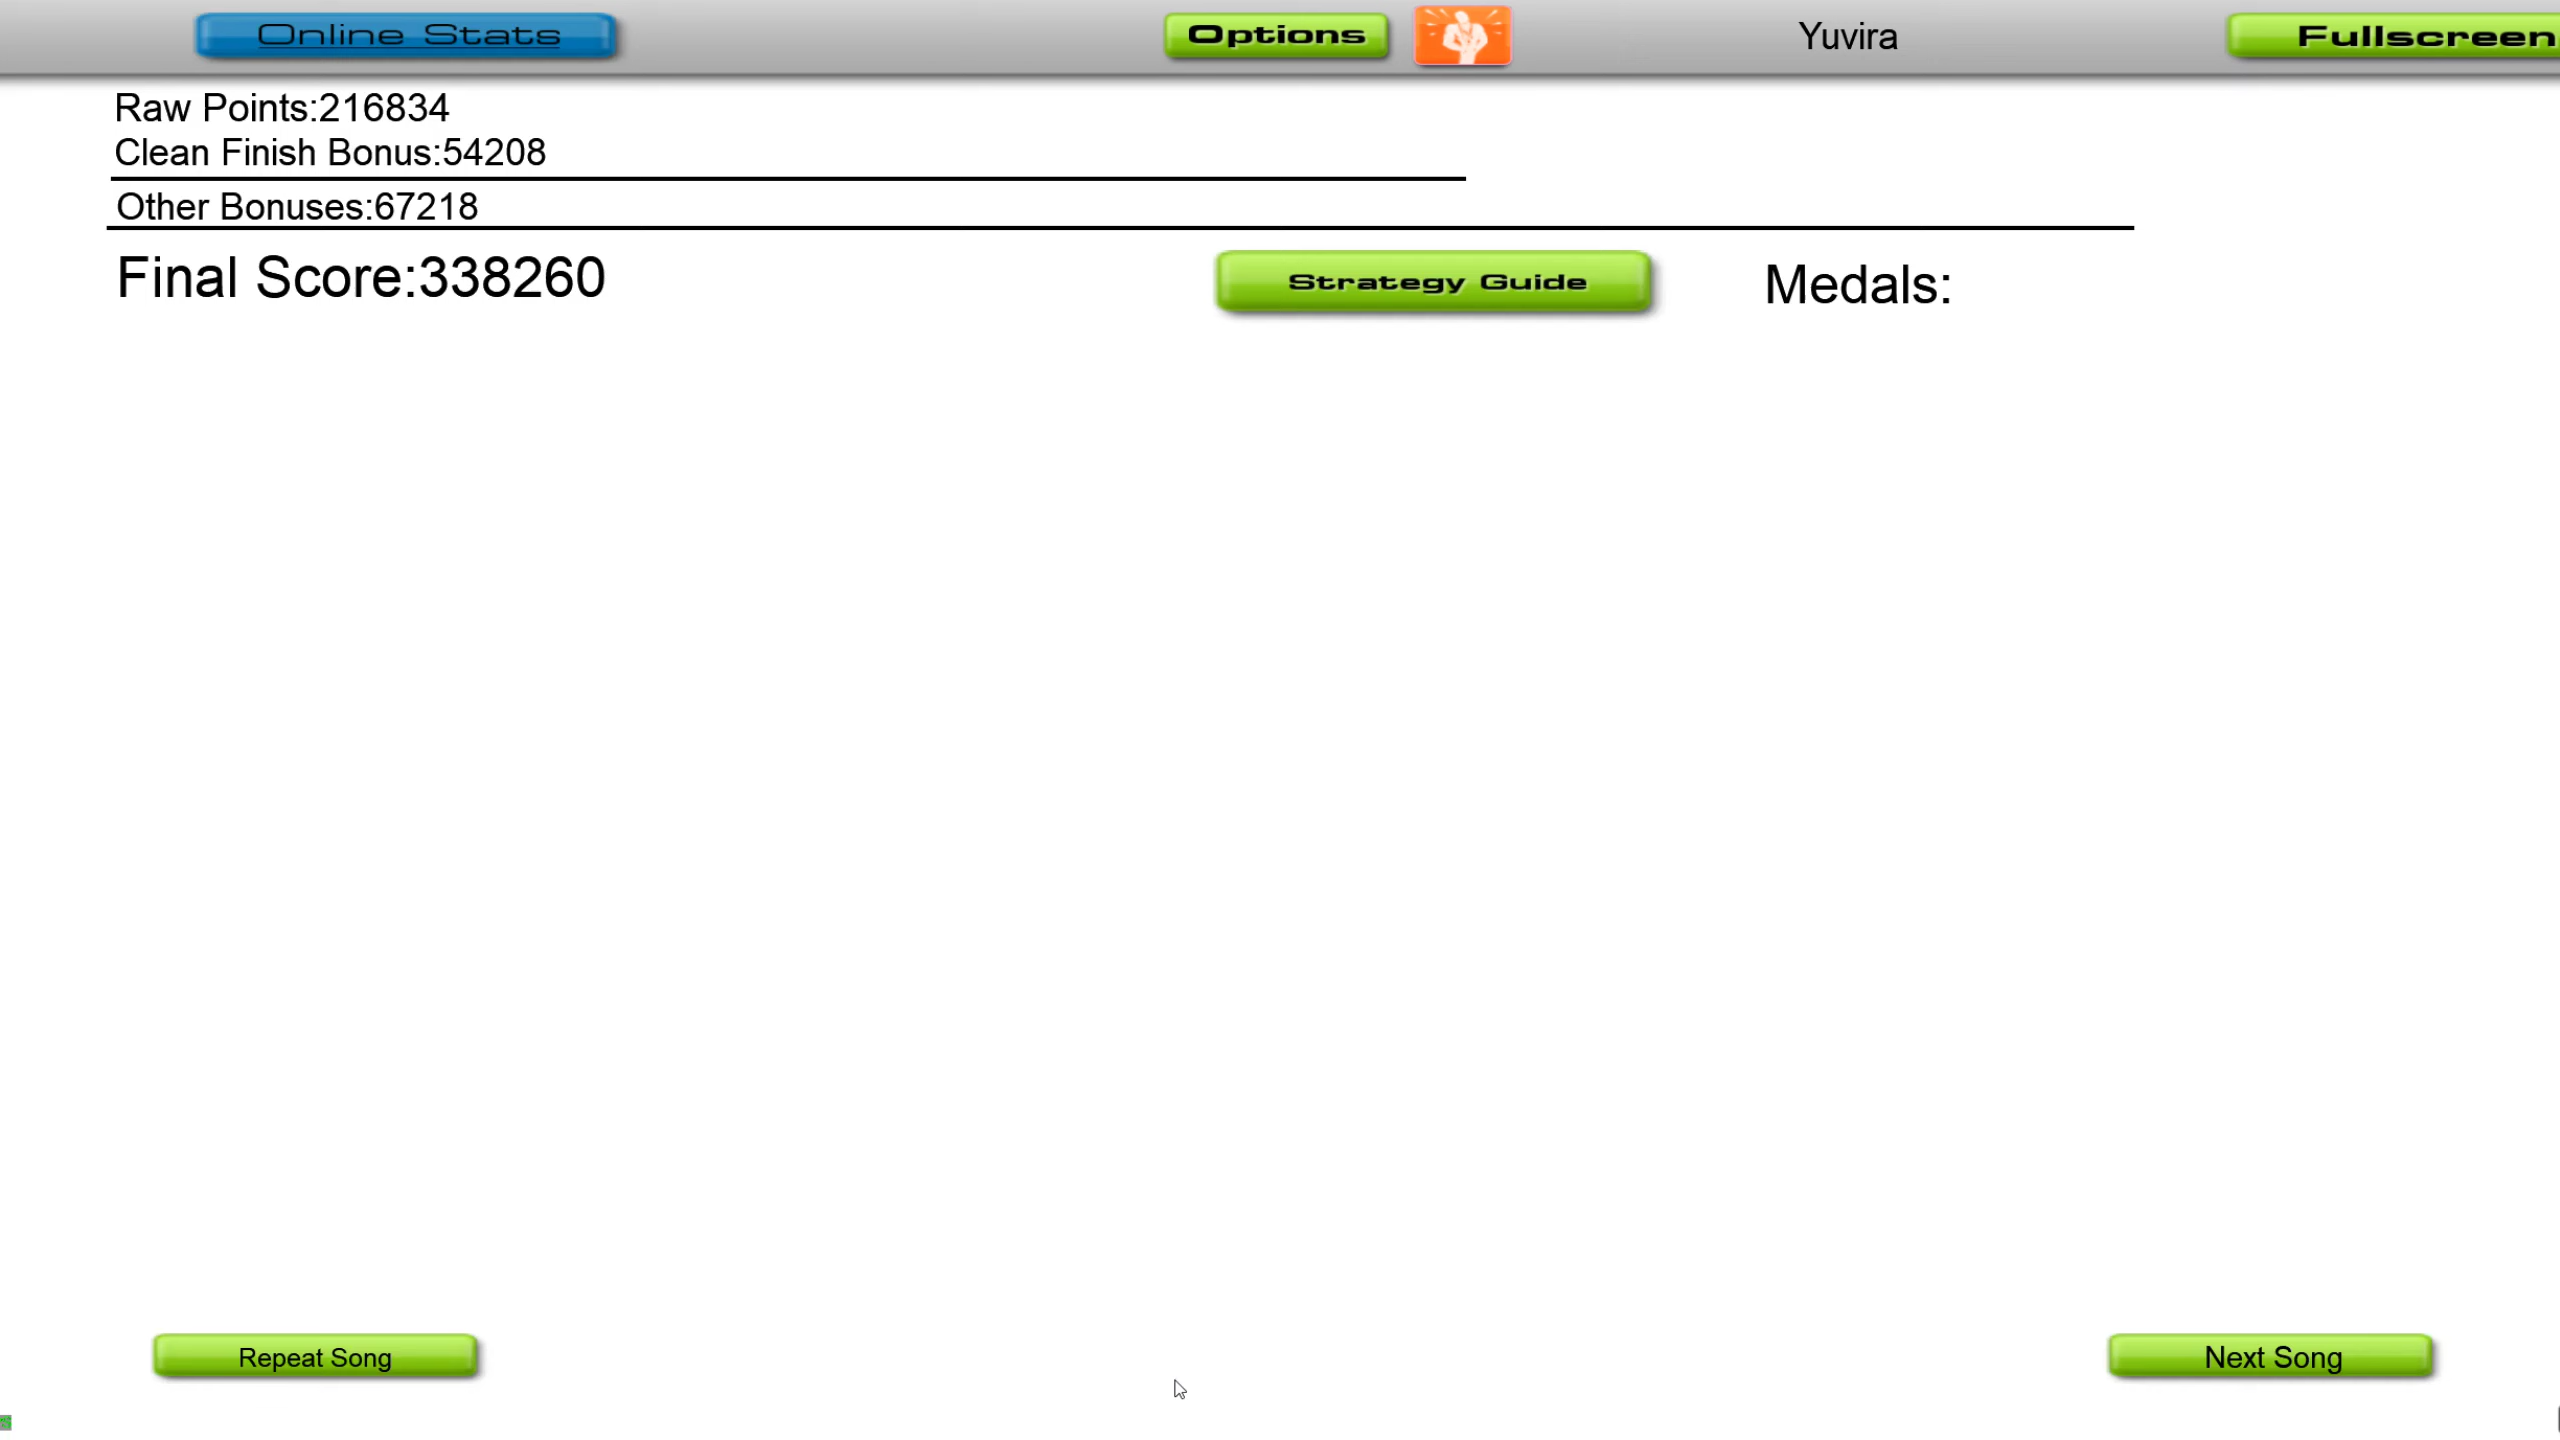 Online Stats
Options
Yuvira
Fullscreen
Raw Points:216834
Clean Finish Bonus:54208
Other Bonuses:67218
Final Score:338260
Strategy Guide
Medals:
Repeat Song
Next Song